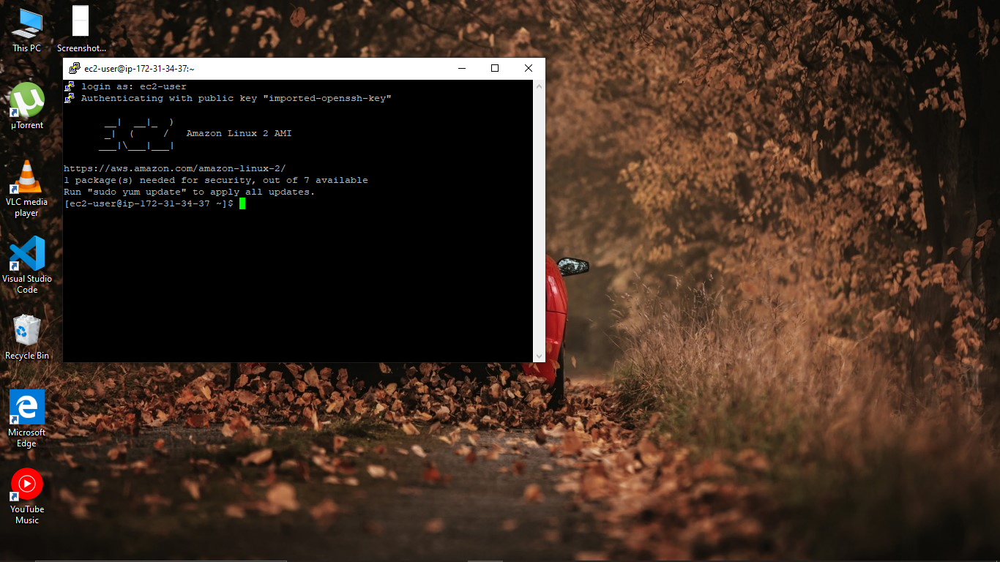 This PC
Screenshot...
µTorrent
VLC media
player
Visual Studio
Code
Recycle Bin
Microsoft
Edge
YouTube
Music
ec2-user@ip-172-31-34-37:~
login as: ec2-user
Authenticating with public key "imported-openssh-key"
       __|  __|_  )
       _|  (     /   Amazon Linux 2 AMI
      ___|\___|___|
https://aws.amazon.com/amazon-linux-2/
1 package(s) needed for security, out of 7 available
Run "sudo yum update" to apply all updates.
[ec2-user@ip-172-31-34-37 ~]$